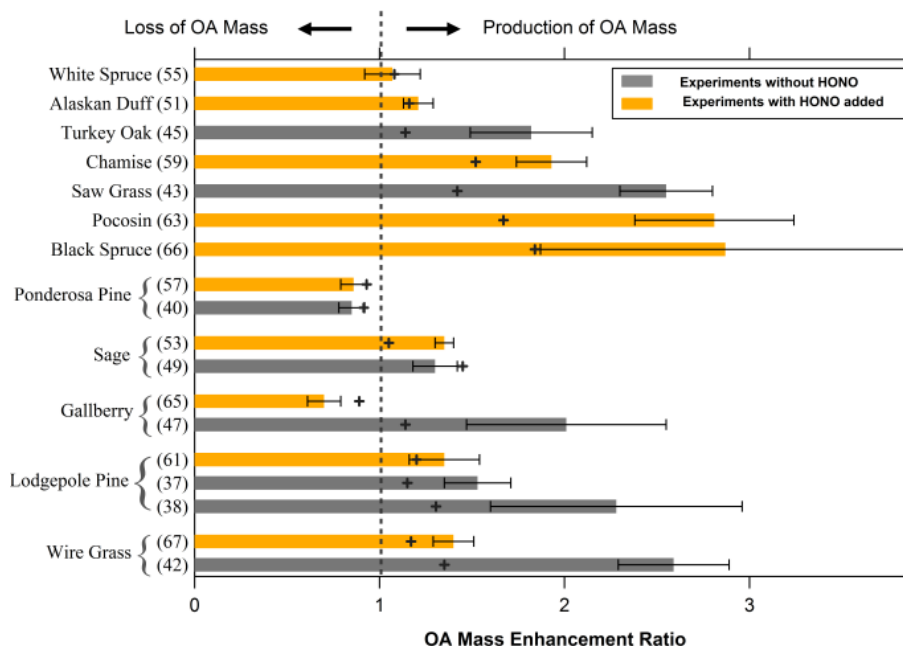 Loss of OA Mass
Production of OA Mass
Experiments without HONO
Experiments with HONO added
White Spruce (55)
Alaskan Duff (51)
Turkey Oak (45)
Chamise (59)
Saw Grass (43)
Pocosin (63)
Black Spruce (66)
Ponderosa Pine
(57)
(40)
Sage
(53)
(49)
Gallberry
(65)
(47)
Lodgepole Pine
(61)
(37)
(38)
Wire Grass
(67)
(42)
0 1 2 3
OA Mass Enhancement Ratio